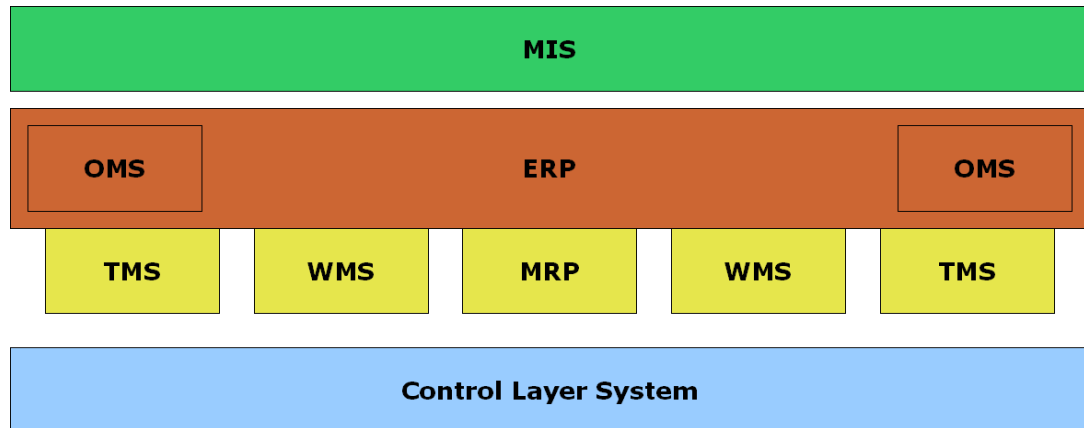 MIS
OMS
ERP
OMS
TMS
WMS
MRP
WMS
TMS
Control Layer System